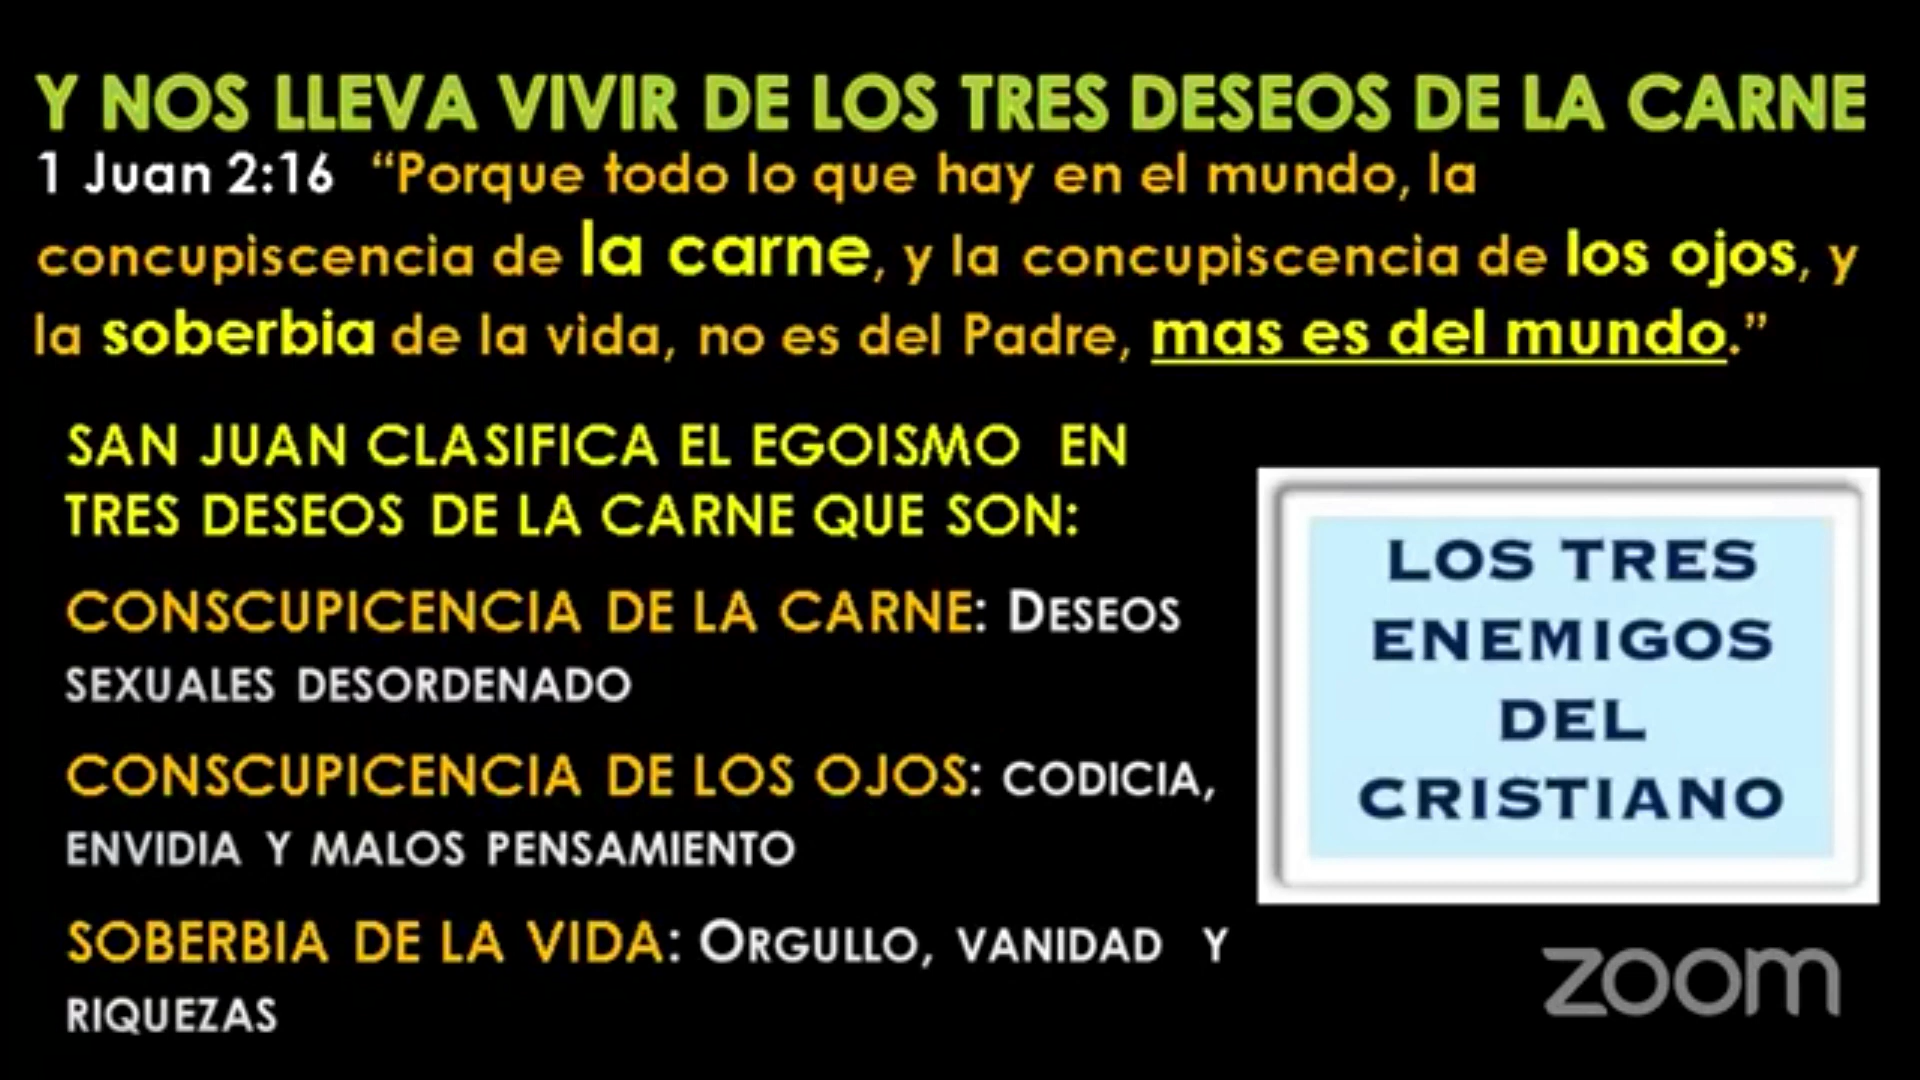 Y NOS LLEVA VIVIR DE LOS TRES DESEOS DE LA CARNE
1 Juan 2:16 “Porque todo lo que hay en el mundo, la
concupiscencia de la carne, y la concupiscencia de los ojos, y
la soberbia de la vida, no es del Padre, mas es del mundo.”
SAN JUAN CLASIFICA EL EGOISMO EN
TRES DESEOS DE LA CARNE QUE SON:
CONSCUPICENCIA DE LA CARNE: DESEOS
SEXUALES DESORDENADO
CONSCUPICENCIA DE LOS OJOS: CODICIA,
ENVIDIA Y MALOS PENSAMIENTO
SOBERBIA DE LA VIDA: ORGULLO, VANIDAD Y
RIQUEZAS
LOS TRES
ENEMIGOS
DEL
CRISTIANO
zoom